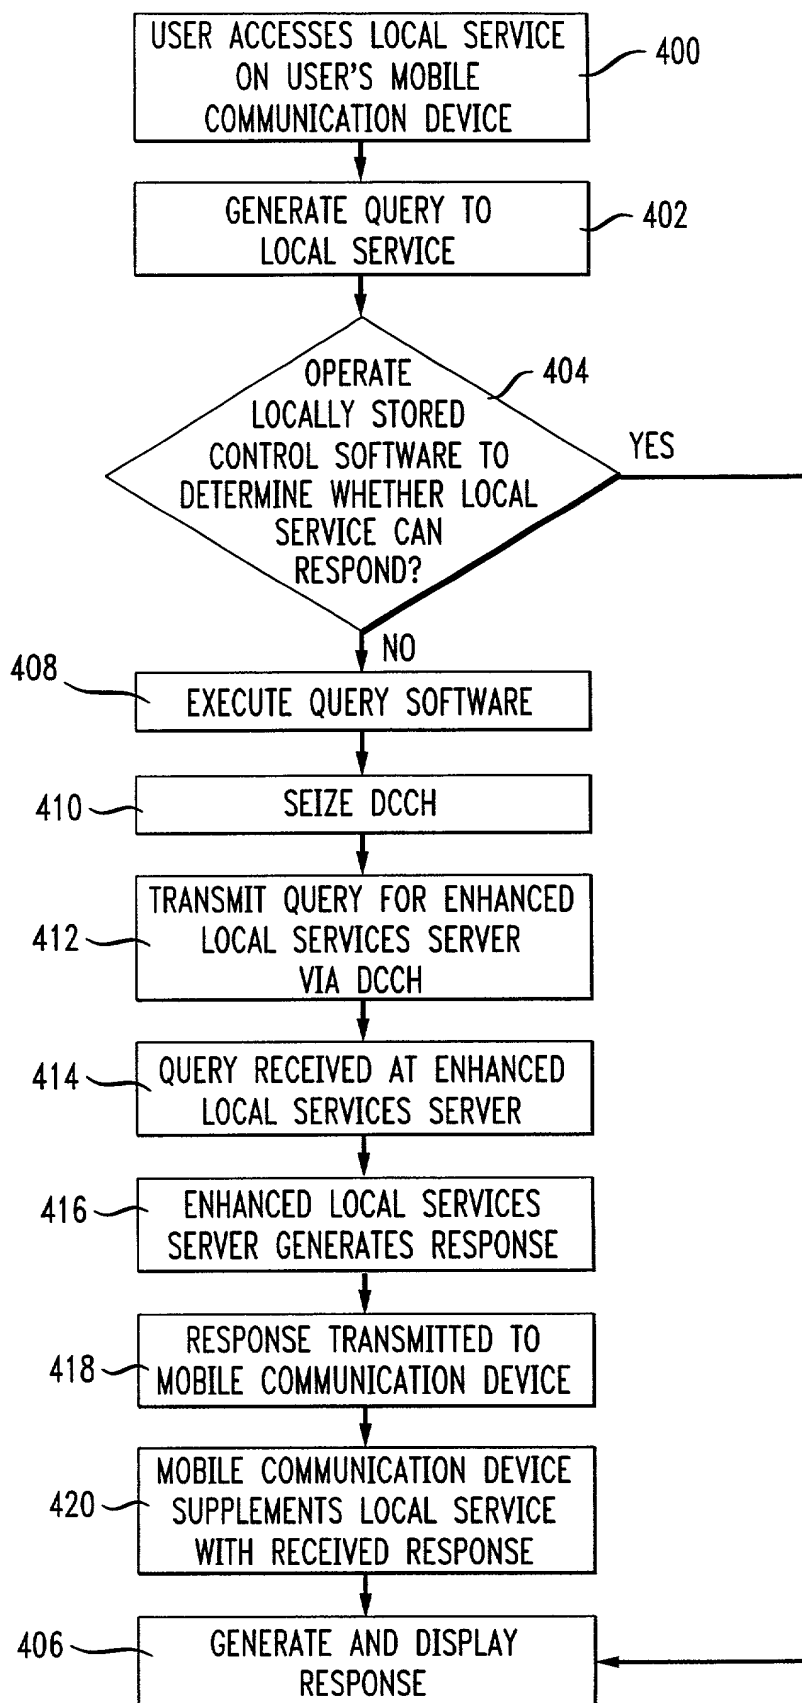 USER ACCESSES LOCAL SERVICE
ON USER'S MOBILE
COMMUNICATION DEVICE
400
GENERATE QUERY TO
LOCAL SERVICE
402
OPERATE
LOCALLY STORED
CONTROL SOFTWARE TO
DETERMINE WHETHER LOCAL
SERVICE CAN
RESPOND?
404
YES
NO
408
EXECUTE QUERY SOFTWARE
410
SEIZE DCCH
412
TRANSMIT QUERY FOR ENHANCED
LOCAL SERVICES SERVER
VIA DCCH
414
QUERY RECEIVED AT ENHANCED
LOCAL SERVICES SERVER
416
ENHANCED LOCAL SERVICES
SERVER GENERATES RESPONSE
418
RESPONSE TRANSMITTED TO
MOBILE COMMUNICATION DEVICE
420
MOBILE COMMUNICATION DEVICE
SUPPLEMENTS LOCAL SERVICE
WITH RECEIVED RESPONSE
406
GENERATE AND DISPLAY
RESPONSE